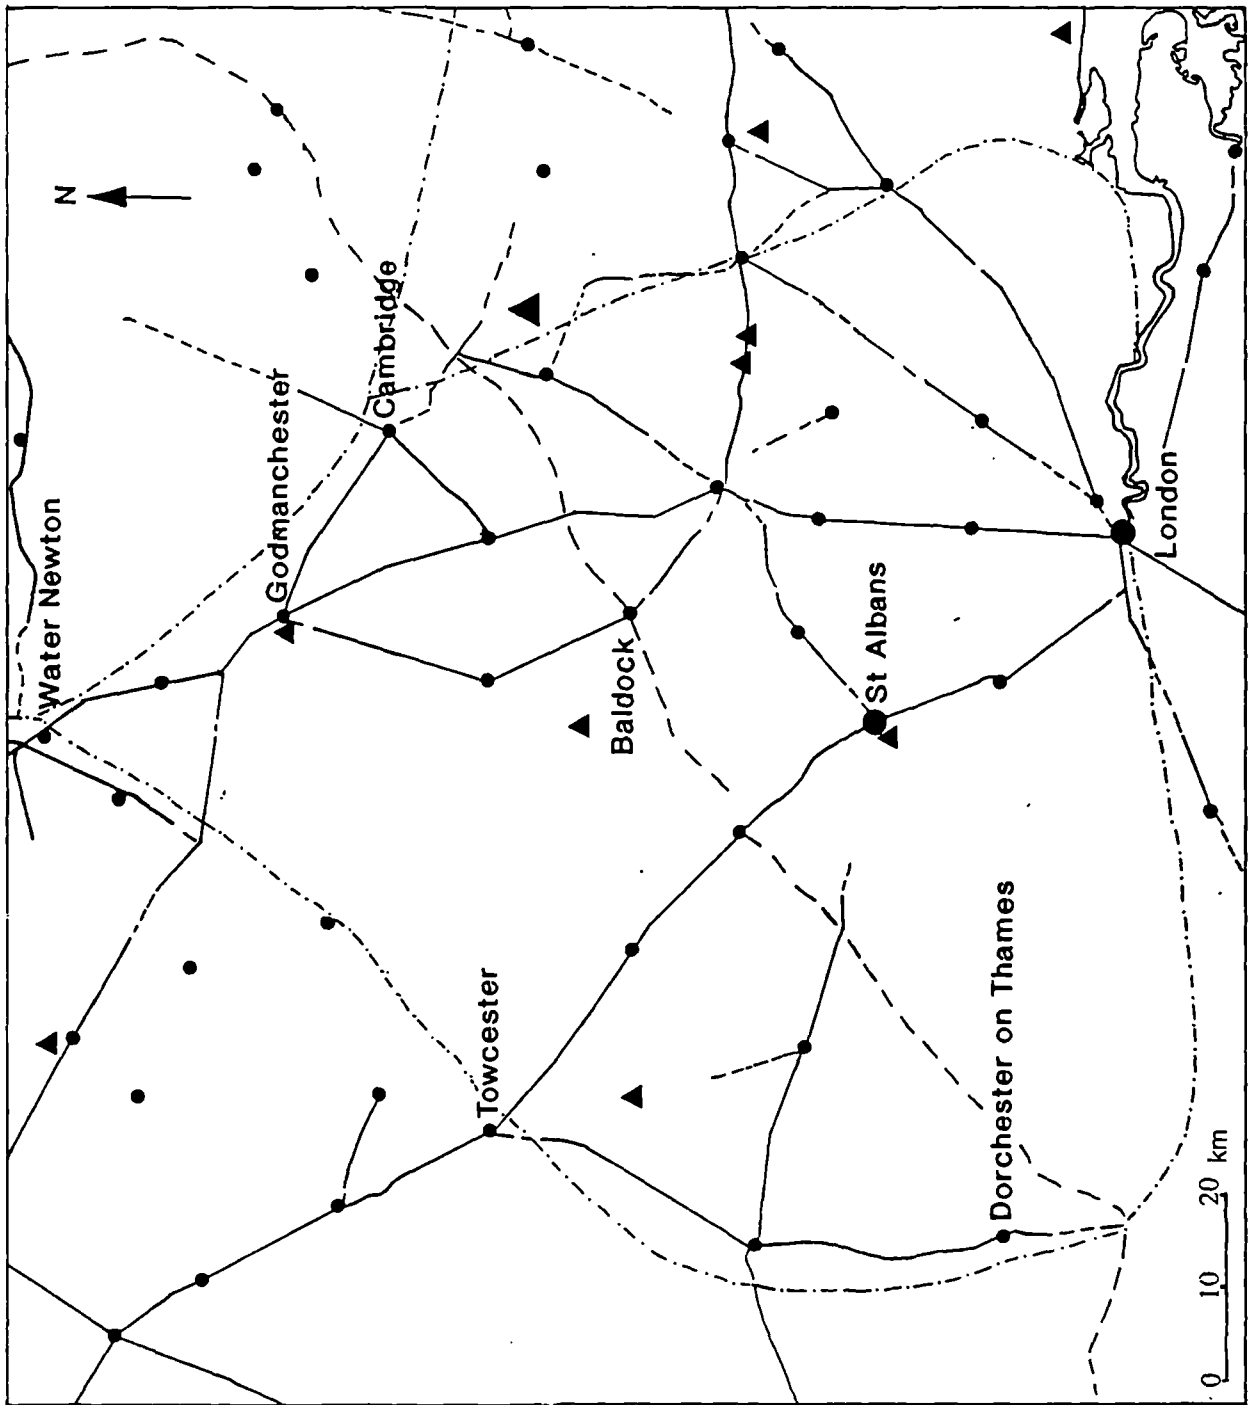 N
Water Newton
Godmanchester
Cambridge
Towcester
Baldock
St Albans
Dorchester on Thames
London
0 10 20 km